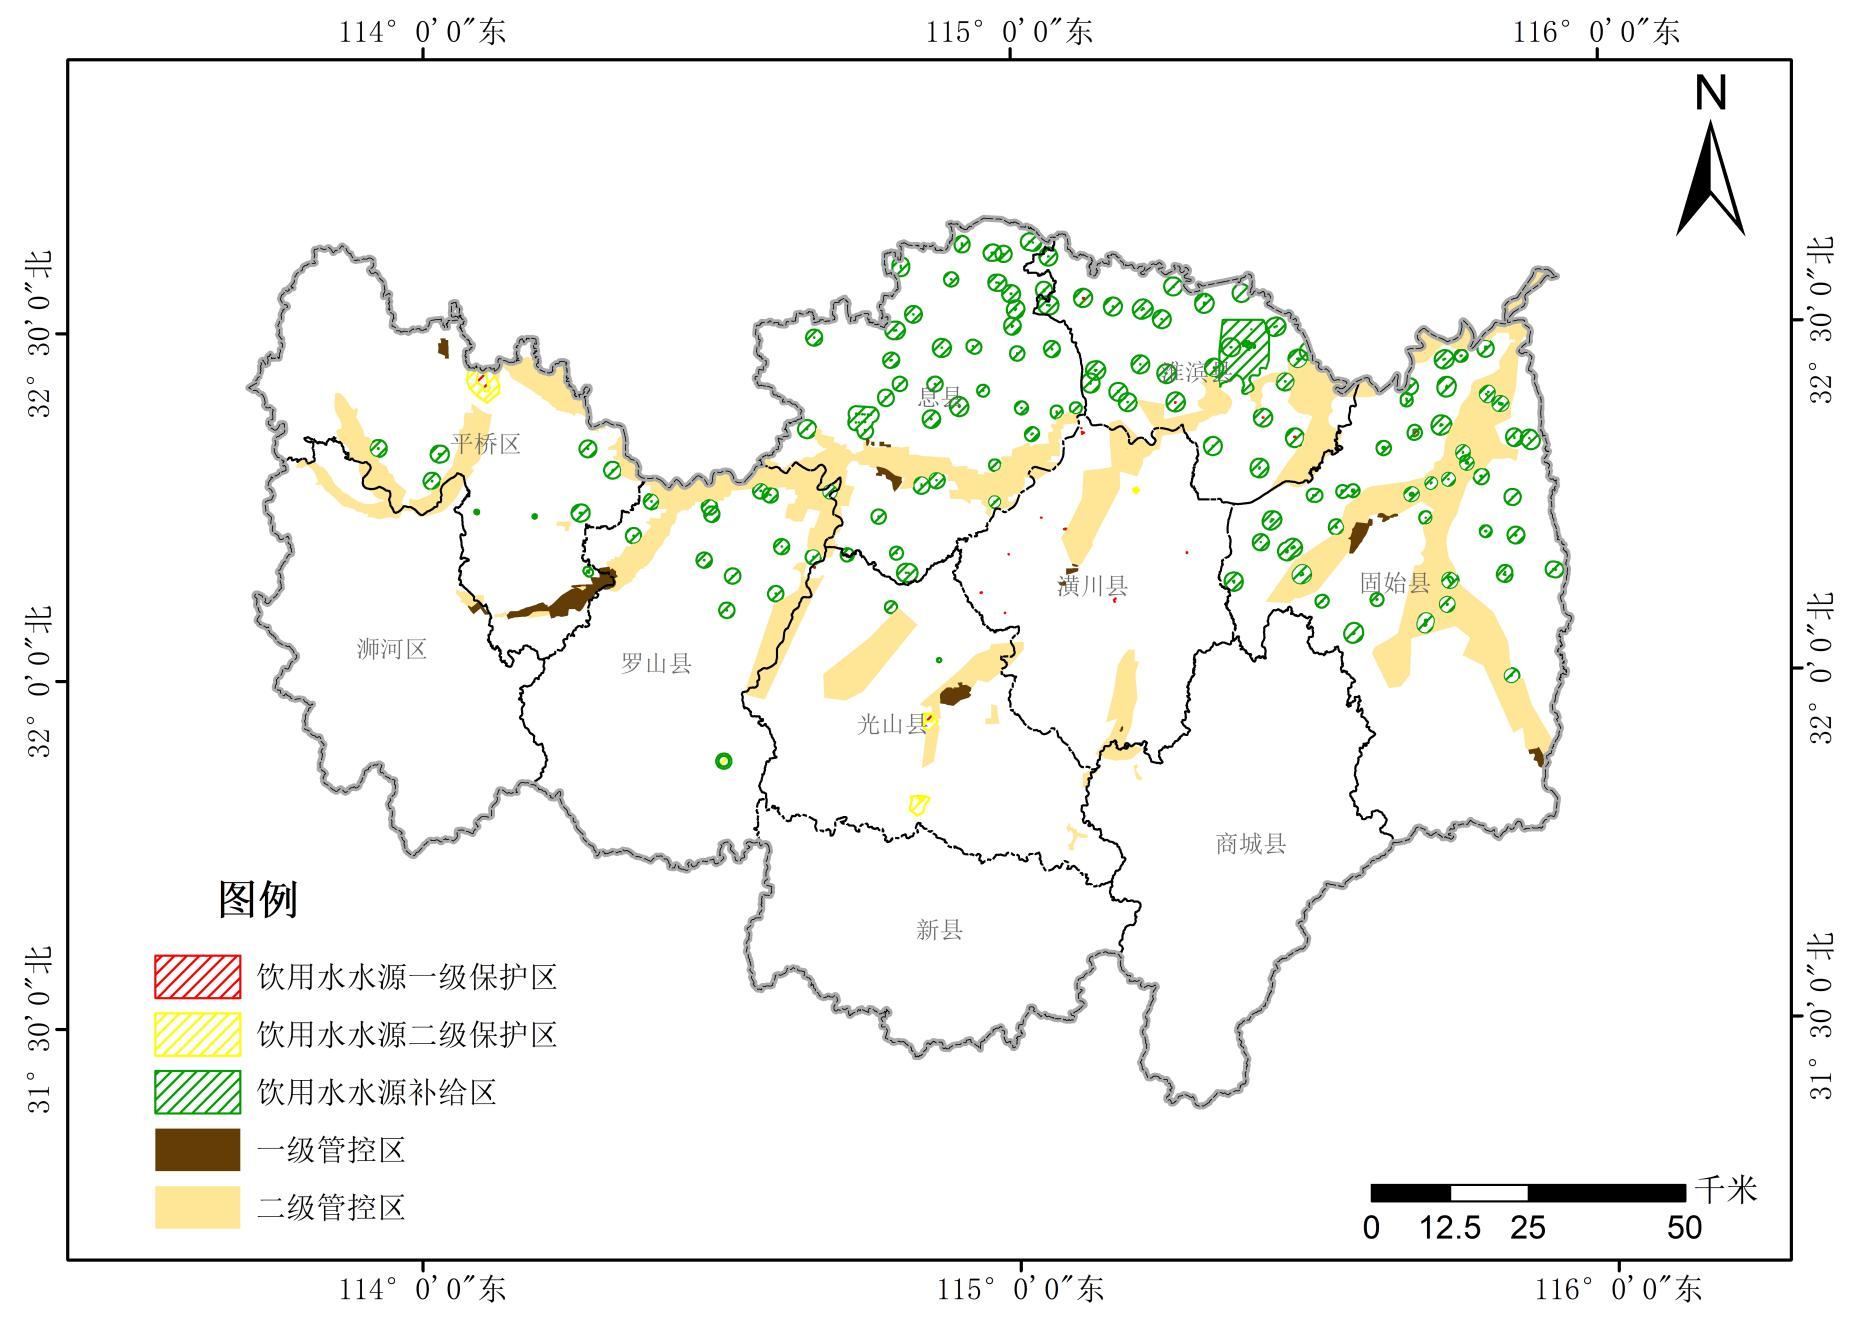 114° 0'0"东
115° 0'0"东
116° 0'0"东
N
32° 30'0"北
32° 30'0"北
息县
淮滨县
平桥区
潢川县
固始县
浉河区
罗山县
32° 0'0"北
32° 0'0"北
光山县
商城县
新县
图例
饮用水水源一级保护区
饮用水水源二级保护区
饮用水水源补给区
一级管控区
二级管控区
31° 30'0"北
31° 30'0"北
千米
0 12.5 25 50
114° 0'0"东
115° 0'0"东
116° 0'0"东